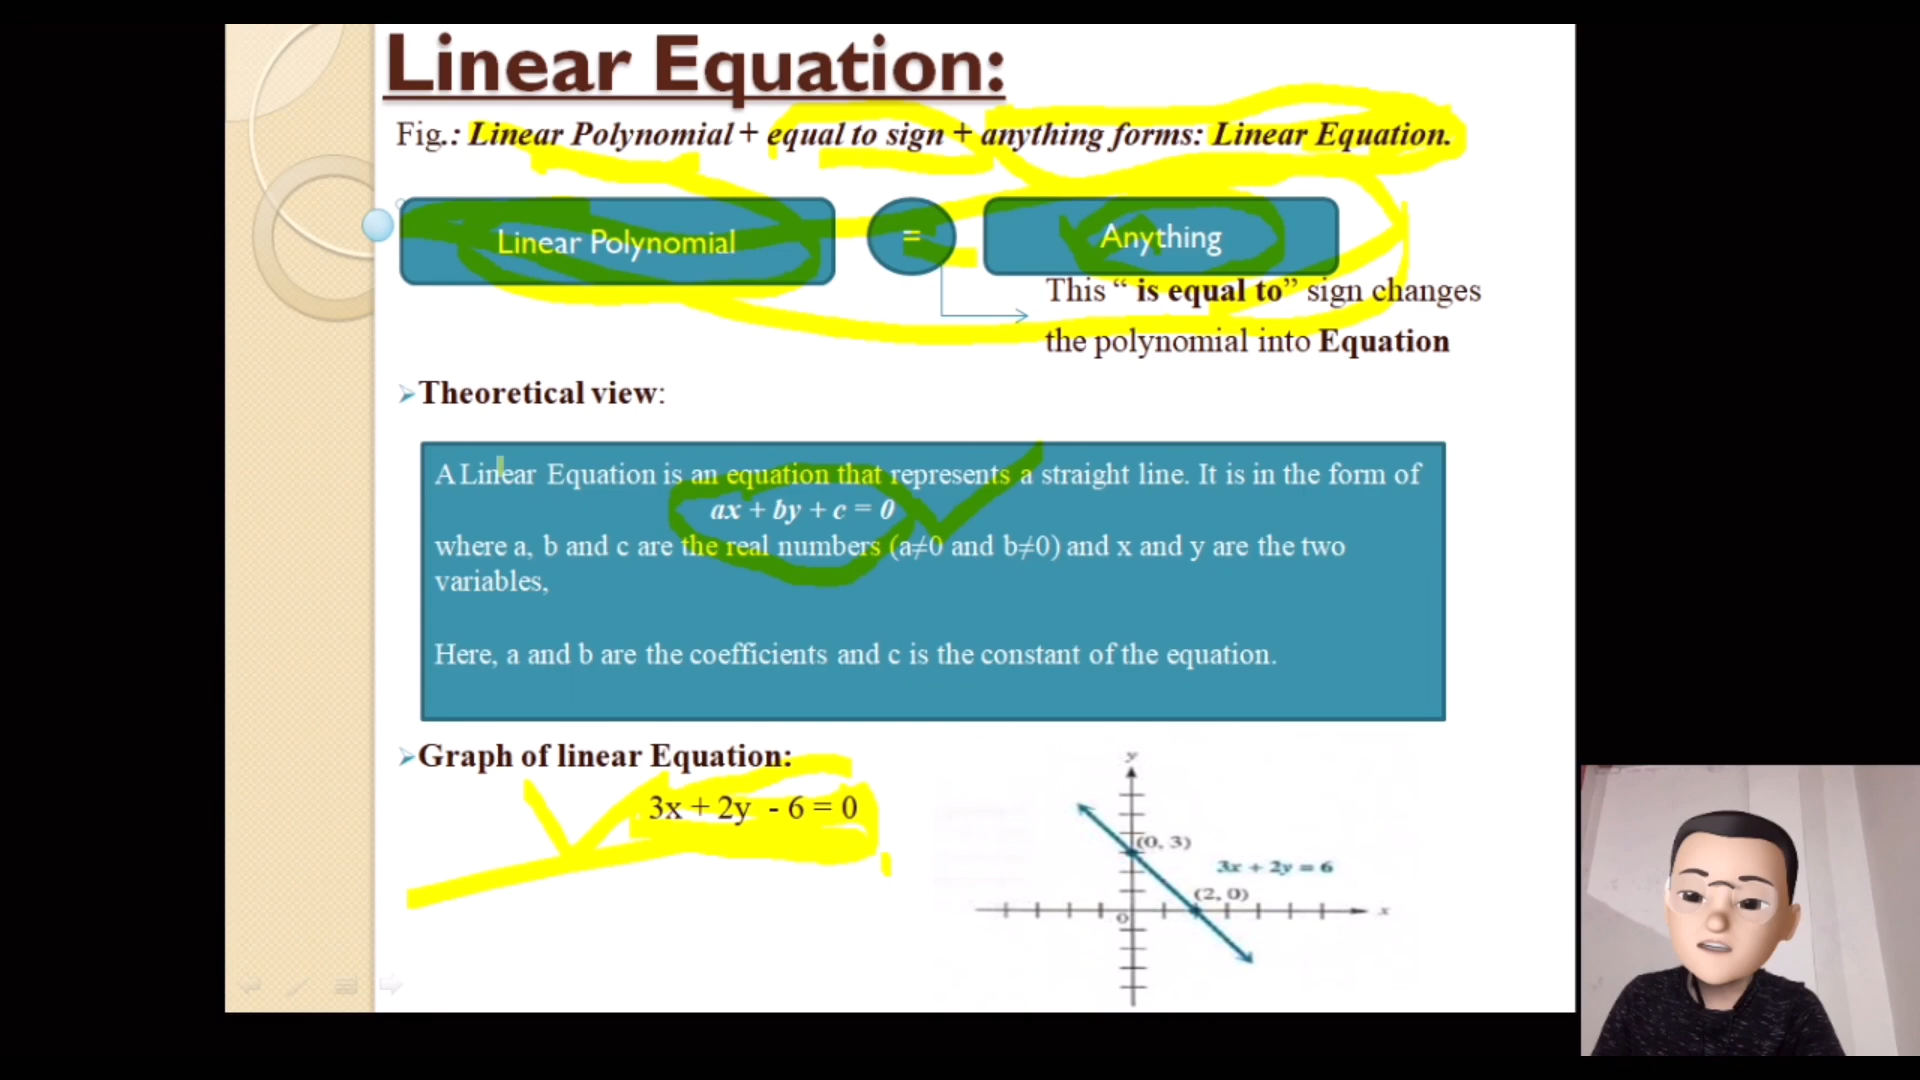 Linear Equation:
Fig.: Linear Polynomial + equal to sign + anything forms: Linear Equation.
Linear Polynomial
=
Anything
This “ is equal to” sign changes
the polynomial into Equation
➢Theoretical view:
A Linear Equation is an equation that represents a straight line. It is in the form of
ax + by + c = 0
where a, b and c are the real numbers (a≠0 and b≠0) and x and y are the two
variables,
Here, a and b are the coefficients and c is the constant of the equation.
➢Graph of linear Equation:
3x + 2y - 6 = 0
y
(0, 3)
3x + 2y = 6
(2, 0)
0
x